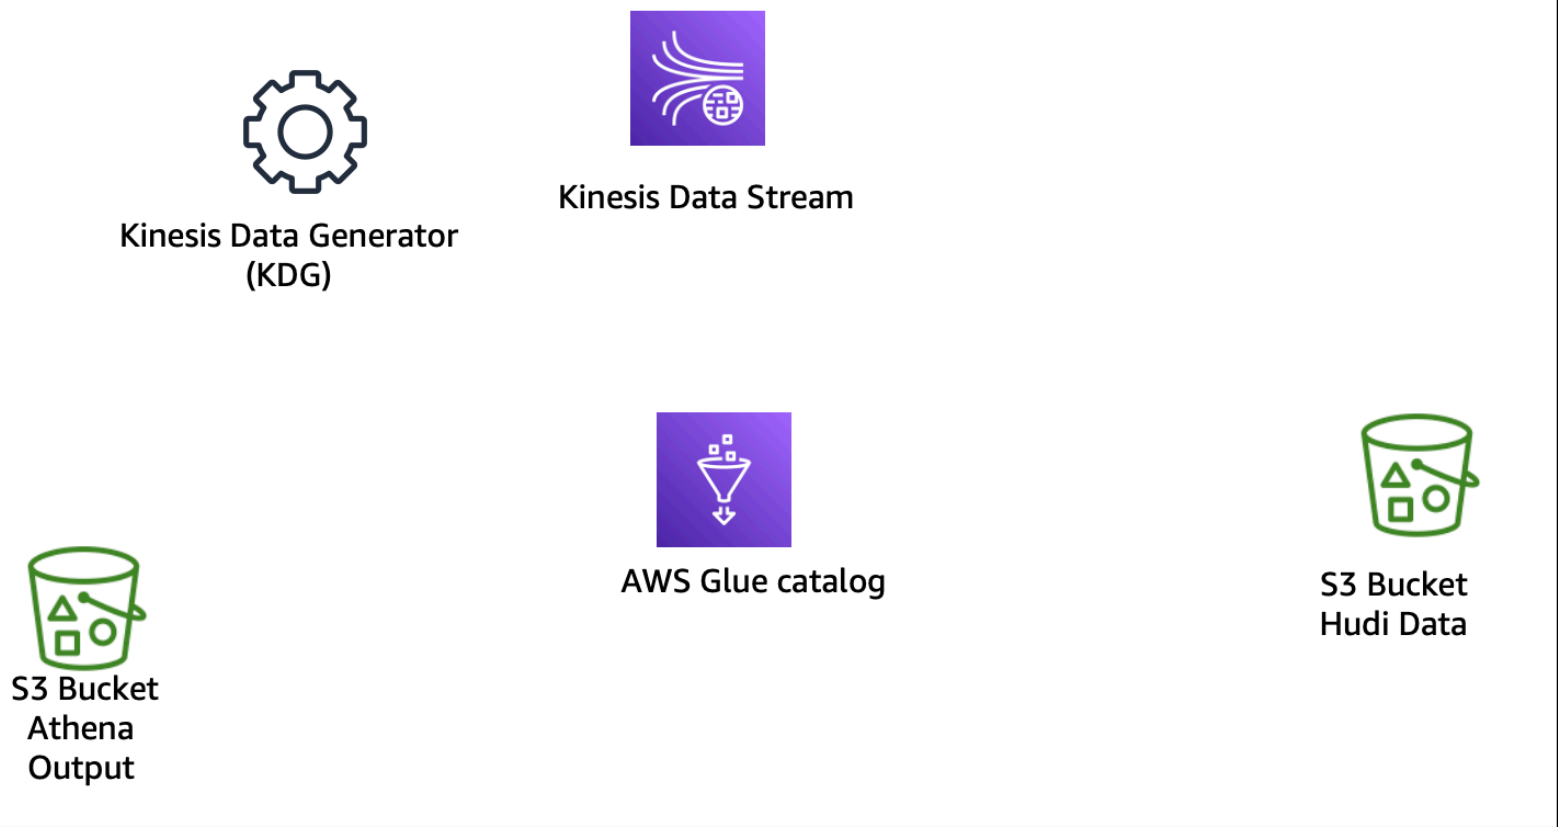 Kinesis Data Stream
Kinesis Data Generator
(KDG)
AWS Glue catalog
S3 Bucket
Hudi Data
S3 Bucket
Athena
Output